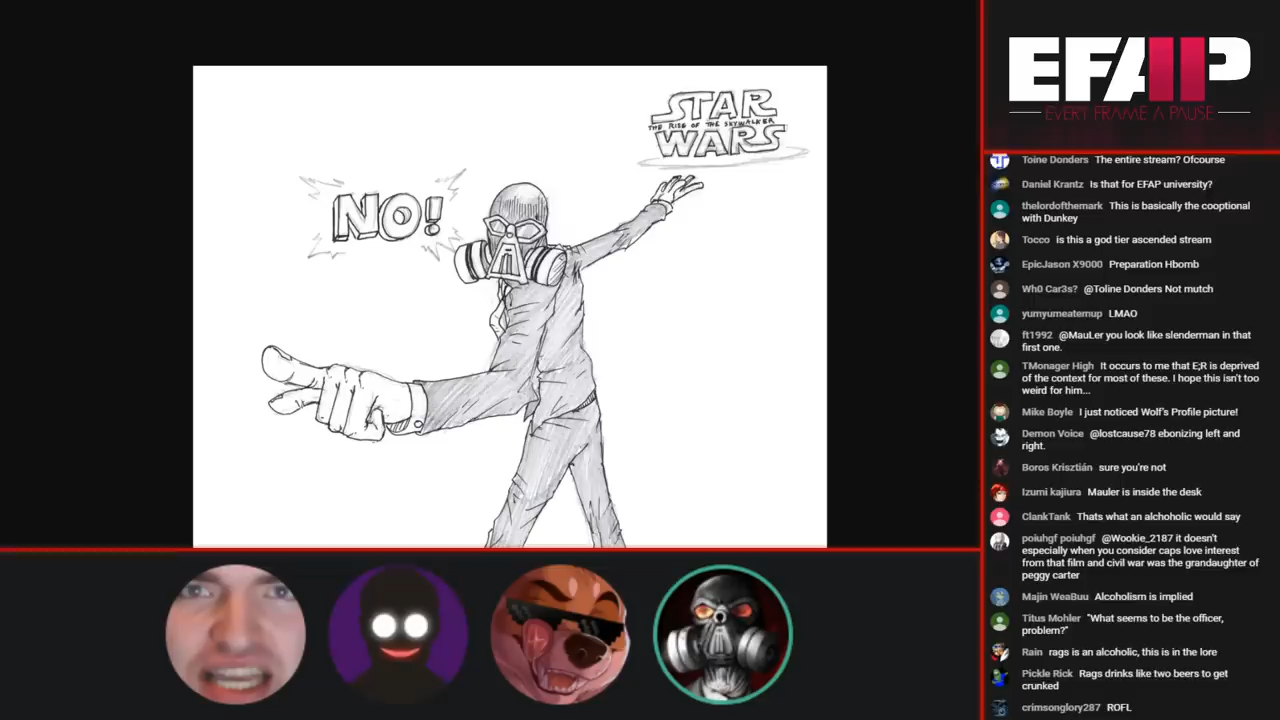 STAR
THE RISE OF THE SKYWALKER
WARS
NO!
EFAP
EVERY FRAME A PAUSE
Toine Donders The entire stream? Ofcourse
Daniel Krantz Is that for EFAP university?
thelordofthemark This is basically the cooptional
with Dunkey
Tocco is this a god tier ascended stream
EpicJason X9000 Preparation Hbomb
Wh0 Car3s? @Toline Donders Not mutch
yumyumeatemup LMAO
ft1992 @MauLer you look like slenderman in that
first one.
TMonager High It occurs to me that E;R is deprived
of the context for most of these. I hope this isn't too
weird for him...
Mike Boyle I just noticed Wolf's Profile picture!
Demon Voice @lostcause78 ebonizing left and
right.
Boros Krisztián sure you're not
Izumi kajiura Mauler is inside the desk
ClankTank Thats what an alchoholic would say
poiuhgf poiuhgf @Wookie_2187 it doesn't
especially when you consider caps love interest
from that film and civil war was the grandaughter of
peggy carter
Majin WeaBuu Alcoholism is implied
Titus Mohler "What seems to be the officer,
problem?"
Rain rags is an alcoholic, this is in the lore
Pickle Rick Rags drinks like two beers to get
crunked
crimsonglory287 ROFL